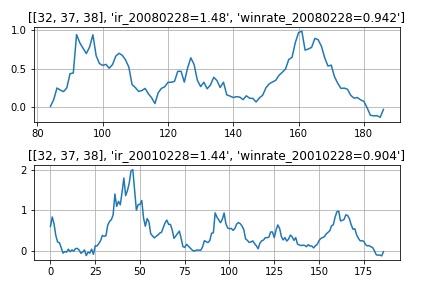 [[32, 37, 38], 'ir_20080228=1.48', 'winrate_20080228=0.942']
1.0
0.5
0.0
80 100 120 140 160 180
[[32, 37, 38], 'ir_20010228=1.44', 'winrate_20010228=0.904']
2
1
0
0 25 50 75 100 125 150 175